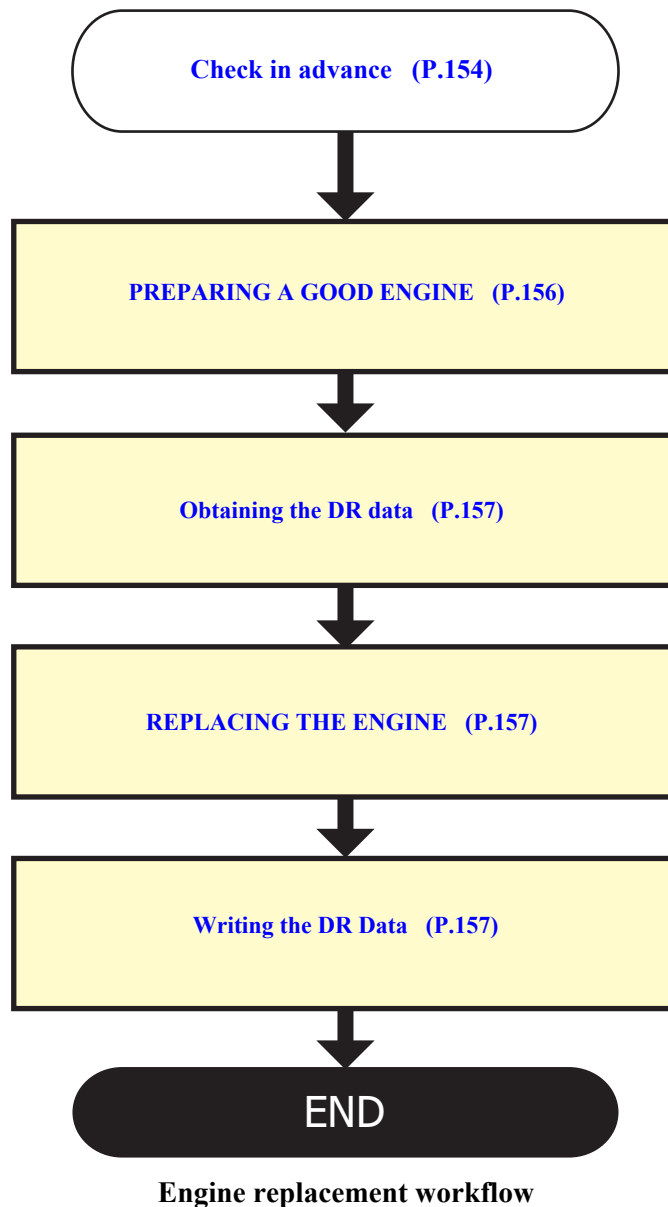 Check in advance (P.154)
PREPARING A GOOD ENGINE (P.156)
Obtaining the DR data (P.157)
REPLACING THE ENGINE (P.157)
Writing the DR Data (P.157)
END
Engine replacement workflow